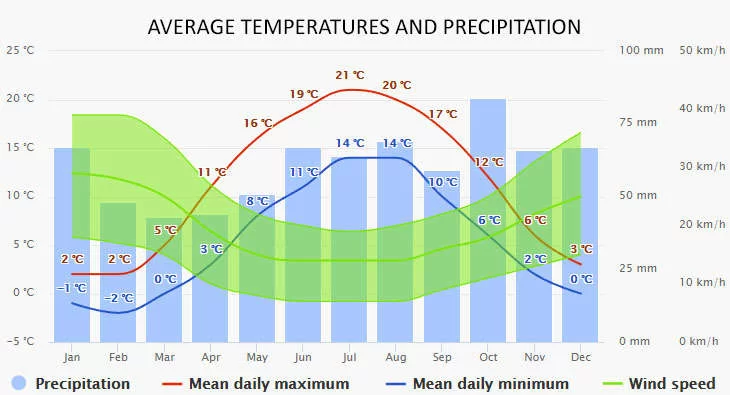 AVERAGE TEMPERATURES AND PRECIPITATION
25 °C 100 mm 50 km/h
21 °C
20 °C
19 °C
20 °C 40 km/h
17 °C
16 °C
75 mm
15 °C 14 °C 14 °C 30 km/h
12 °C
11 °C 11 °C
10 °C
10 °C 8 °C 50 mm
6 °C 6 °C 20 km/h
5 °C
5 °C 3 °C 3 °C
2 °C 2 °C 2 °C
25 mm
0 °C 0 °C 10 km/h
0 °C −1 °C
−2 °C
−5 °C 0 mm 0 km/h
Jan Feb Mar Apr May Jun Jul Aug Sep Oct Nov Dec
Precipitation Mean daily maximum Mean daily minimum Wind speed